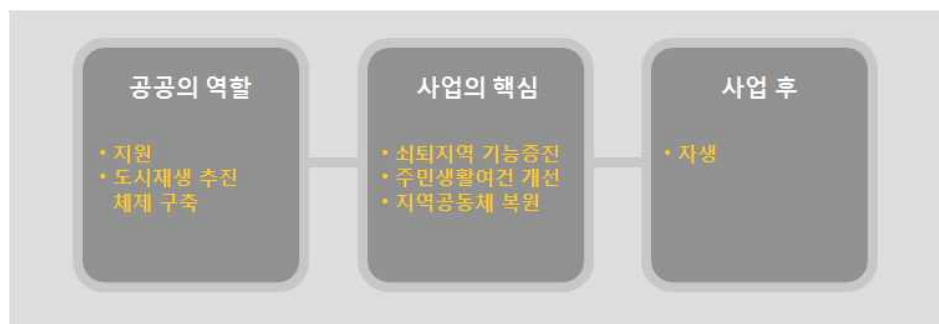 공공의 역할
• 지원
• 도시재생 추진
체제 구축
사업의 핵심
• 쇠퇴지역 기능증진
• 주민생활여건 개선
• 지역공동체 복원
사업 후
• 자생